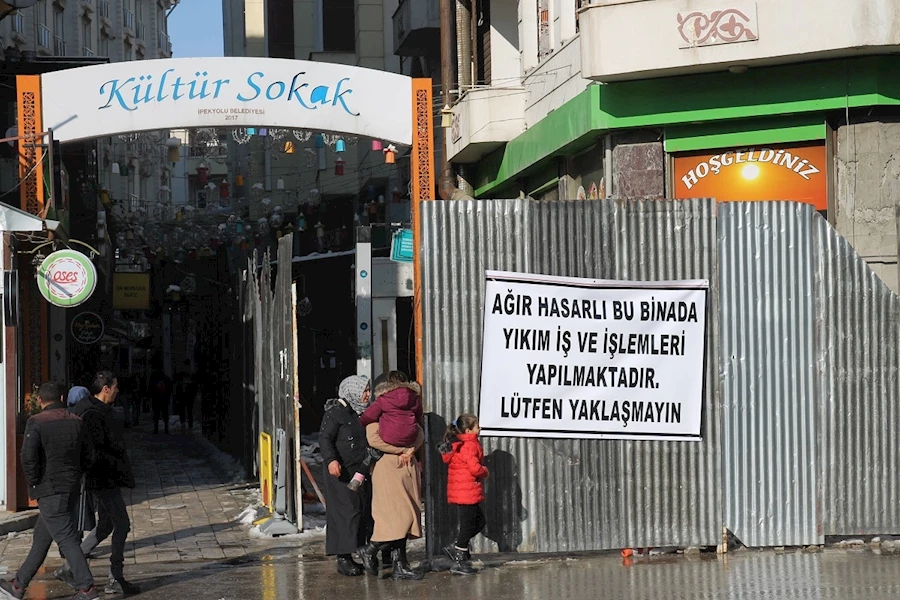 Kültür Sokak
İPEKYOLU BELEDİYESİ
2017
HOŞGELDİNİZ
oses
AĞIR HASARLI BU BİNADA
YIKIM İŞ VE İŞLEMLERİ
YAPILMAKTADIR.
LÜTFEN YAKLAŞMAYIN